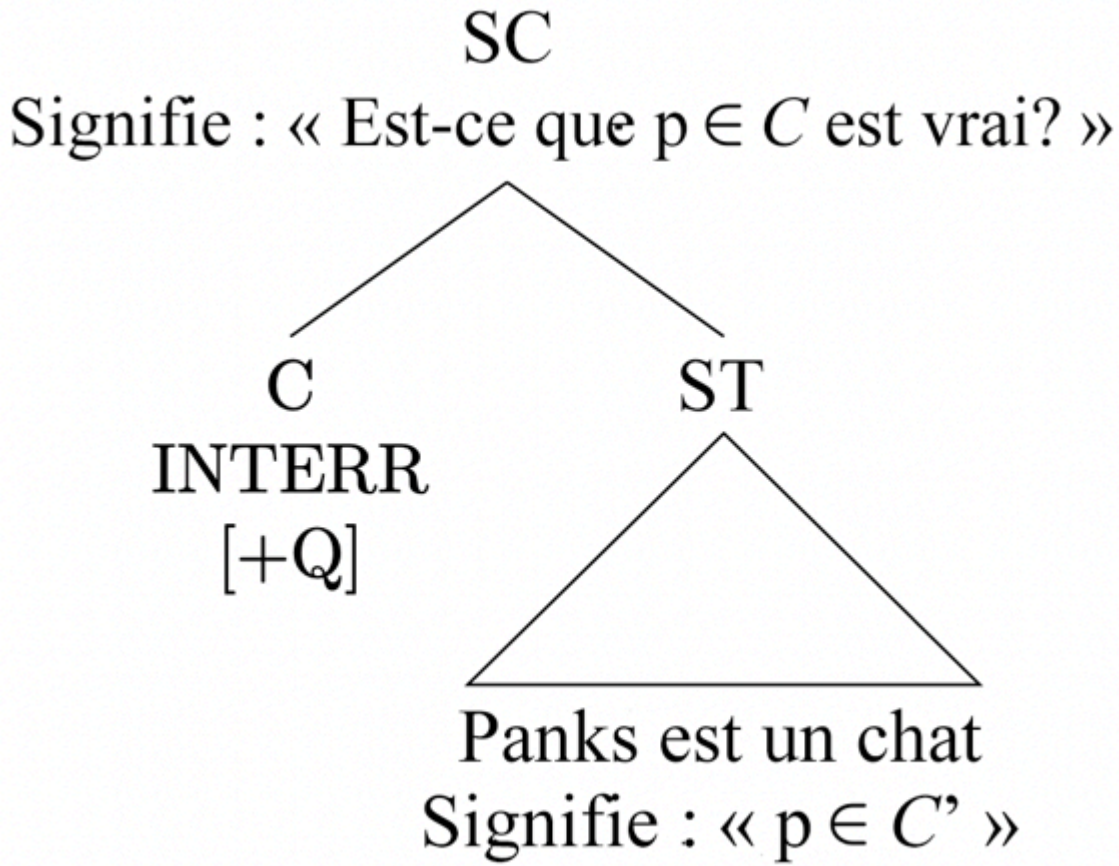 SC
Signifie : « Est-ce que p ∈ C est vrai? »
C
ST
INTERR
[+Q]
Panks est un chat
Signifie : « p ∈ C’ »